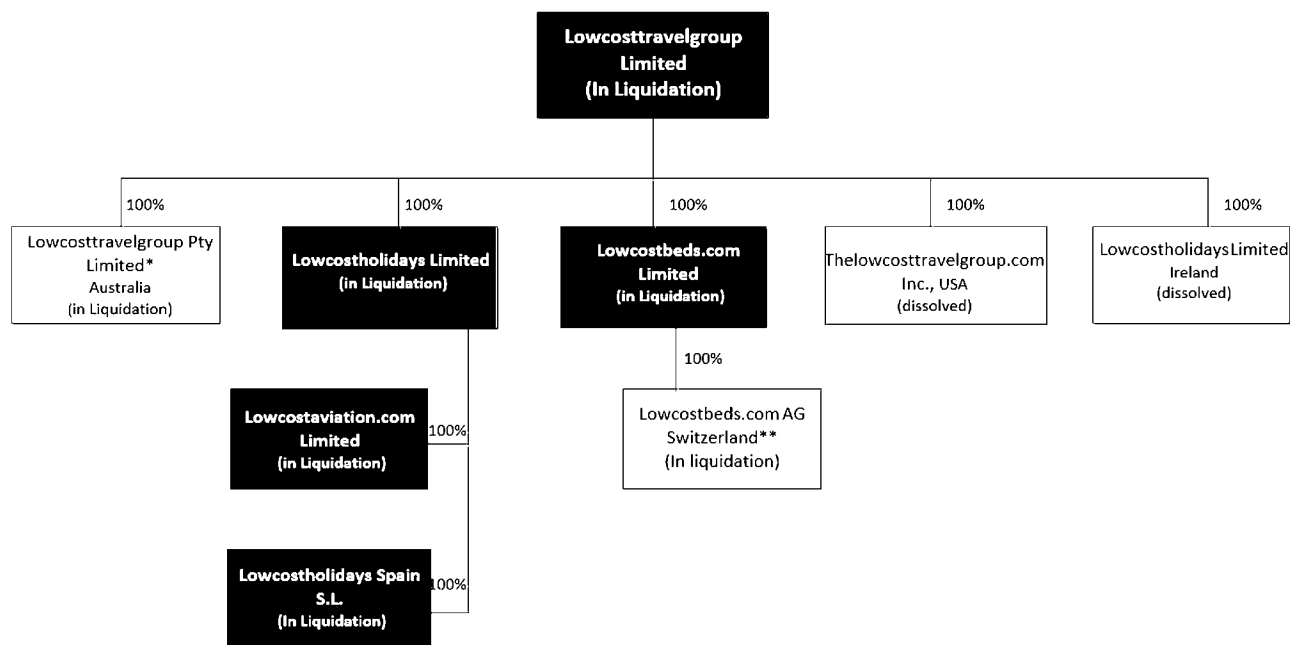 Lowcosttravelgroup
Limited
(In Liquidation)
100%
100%
100%
100%
100%
Lowcosttravelgroup Pty
Limited*
Australia
(in Liquidation)
Lowcostholidays Limited
(in Liquidation)
Lowcostbeds.com
Limited
(in Liquidation)
Thelowcosttravelgroup.com
Inc., USA
(dissolved)
Lowcostholidays Limited
Ireland
(dissolved)
100%
Lowcostaviation.com
Limited
(in Liquidation)
100%
Lowcostbeds.com AG
Switzerland**
(In liquidation)
Lowcostholidays Spain
S.L.
(In Liquidation)
100%